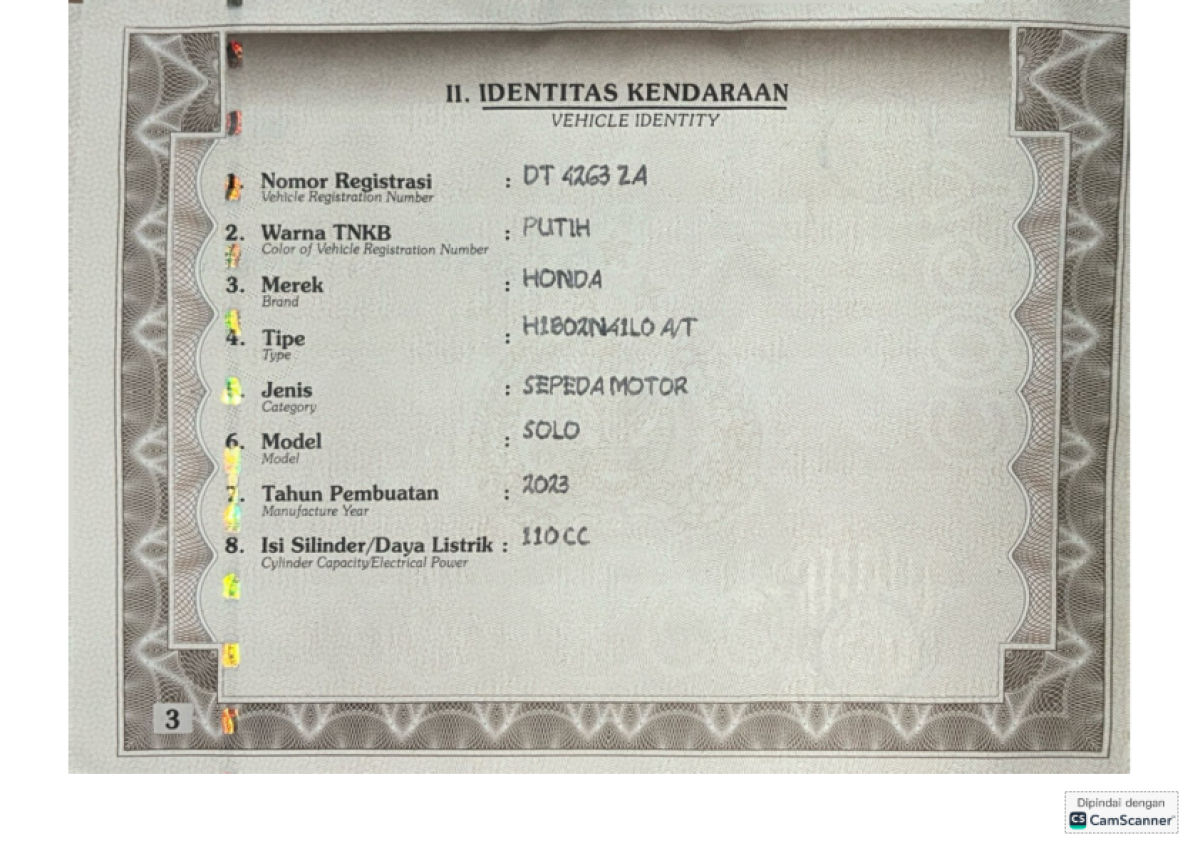 II. IDENTITAS KENDARAAN
VEHICLE IDENTITY
1. Nomor Registrasi : DT 4263 ZA
Vehicle Registration Number
2. Warna TNKB : PUTIH
Color of Vehicle Registration Number
3. Merek : HONDA
Brand
4. Tipe : H1B02N41L0 A/T
Type
5. Jenis : SEPEDA MOTOR
Category
6. Model : SOLO
Model
7. Tahun Pembuatan : 2023
Manufacture Year
8. Isi Silinder/Daya Listrik : 110 CC
Cylinder Capacity/Electrical Power
3
Dipindai dengan
CS CamScanner